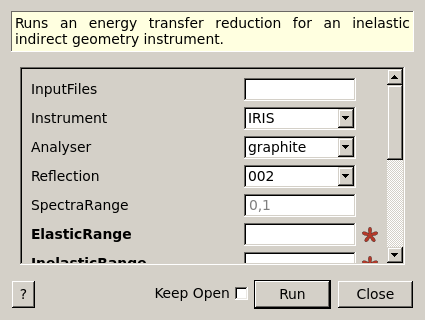 Runs an energy transfer reduction for an inelastic
indirect geometry instrument.
InputFiles
Instrument IRIS
Analyser graphite
Reflection 002
SpectraRange 0,1
ElasticRange
InelasticRange
? Keep Open Run Close